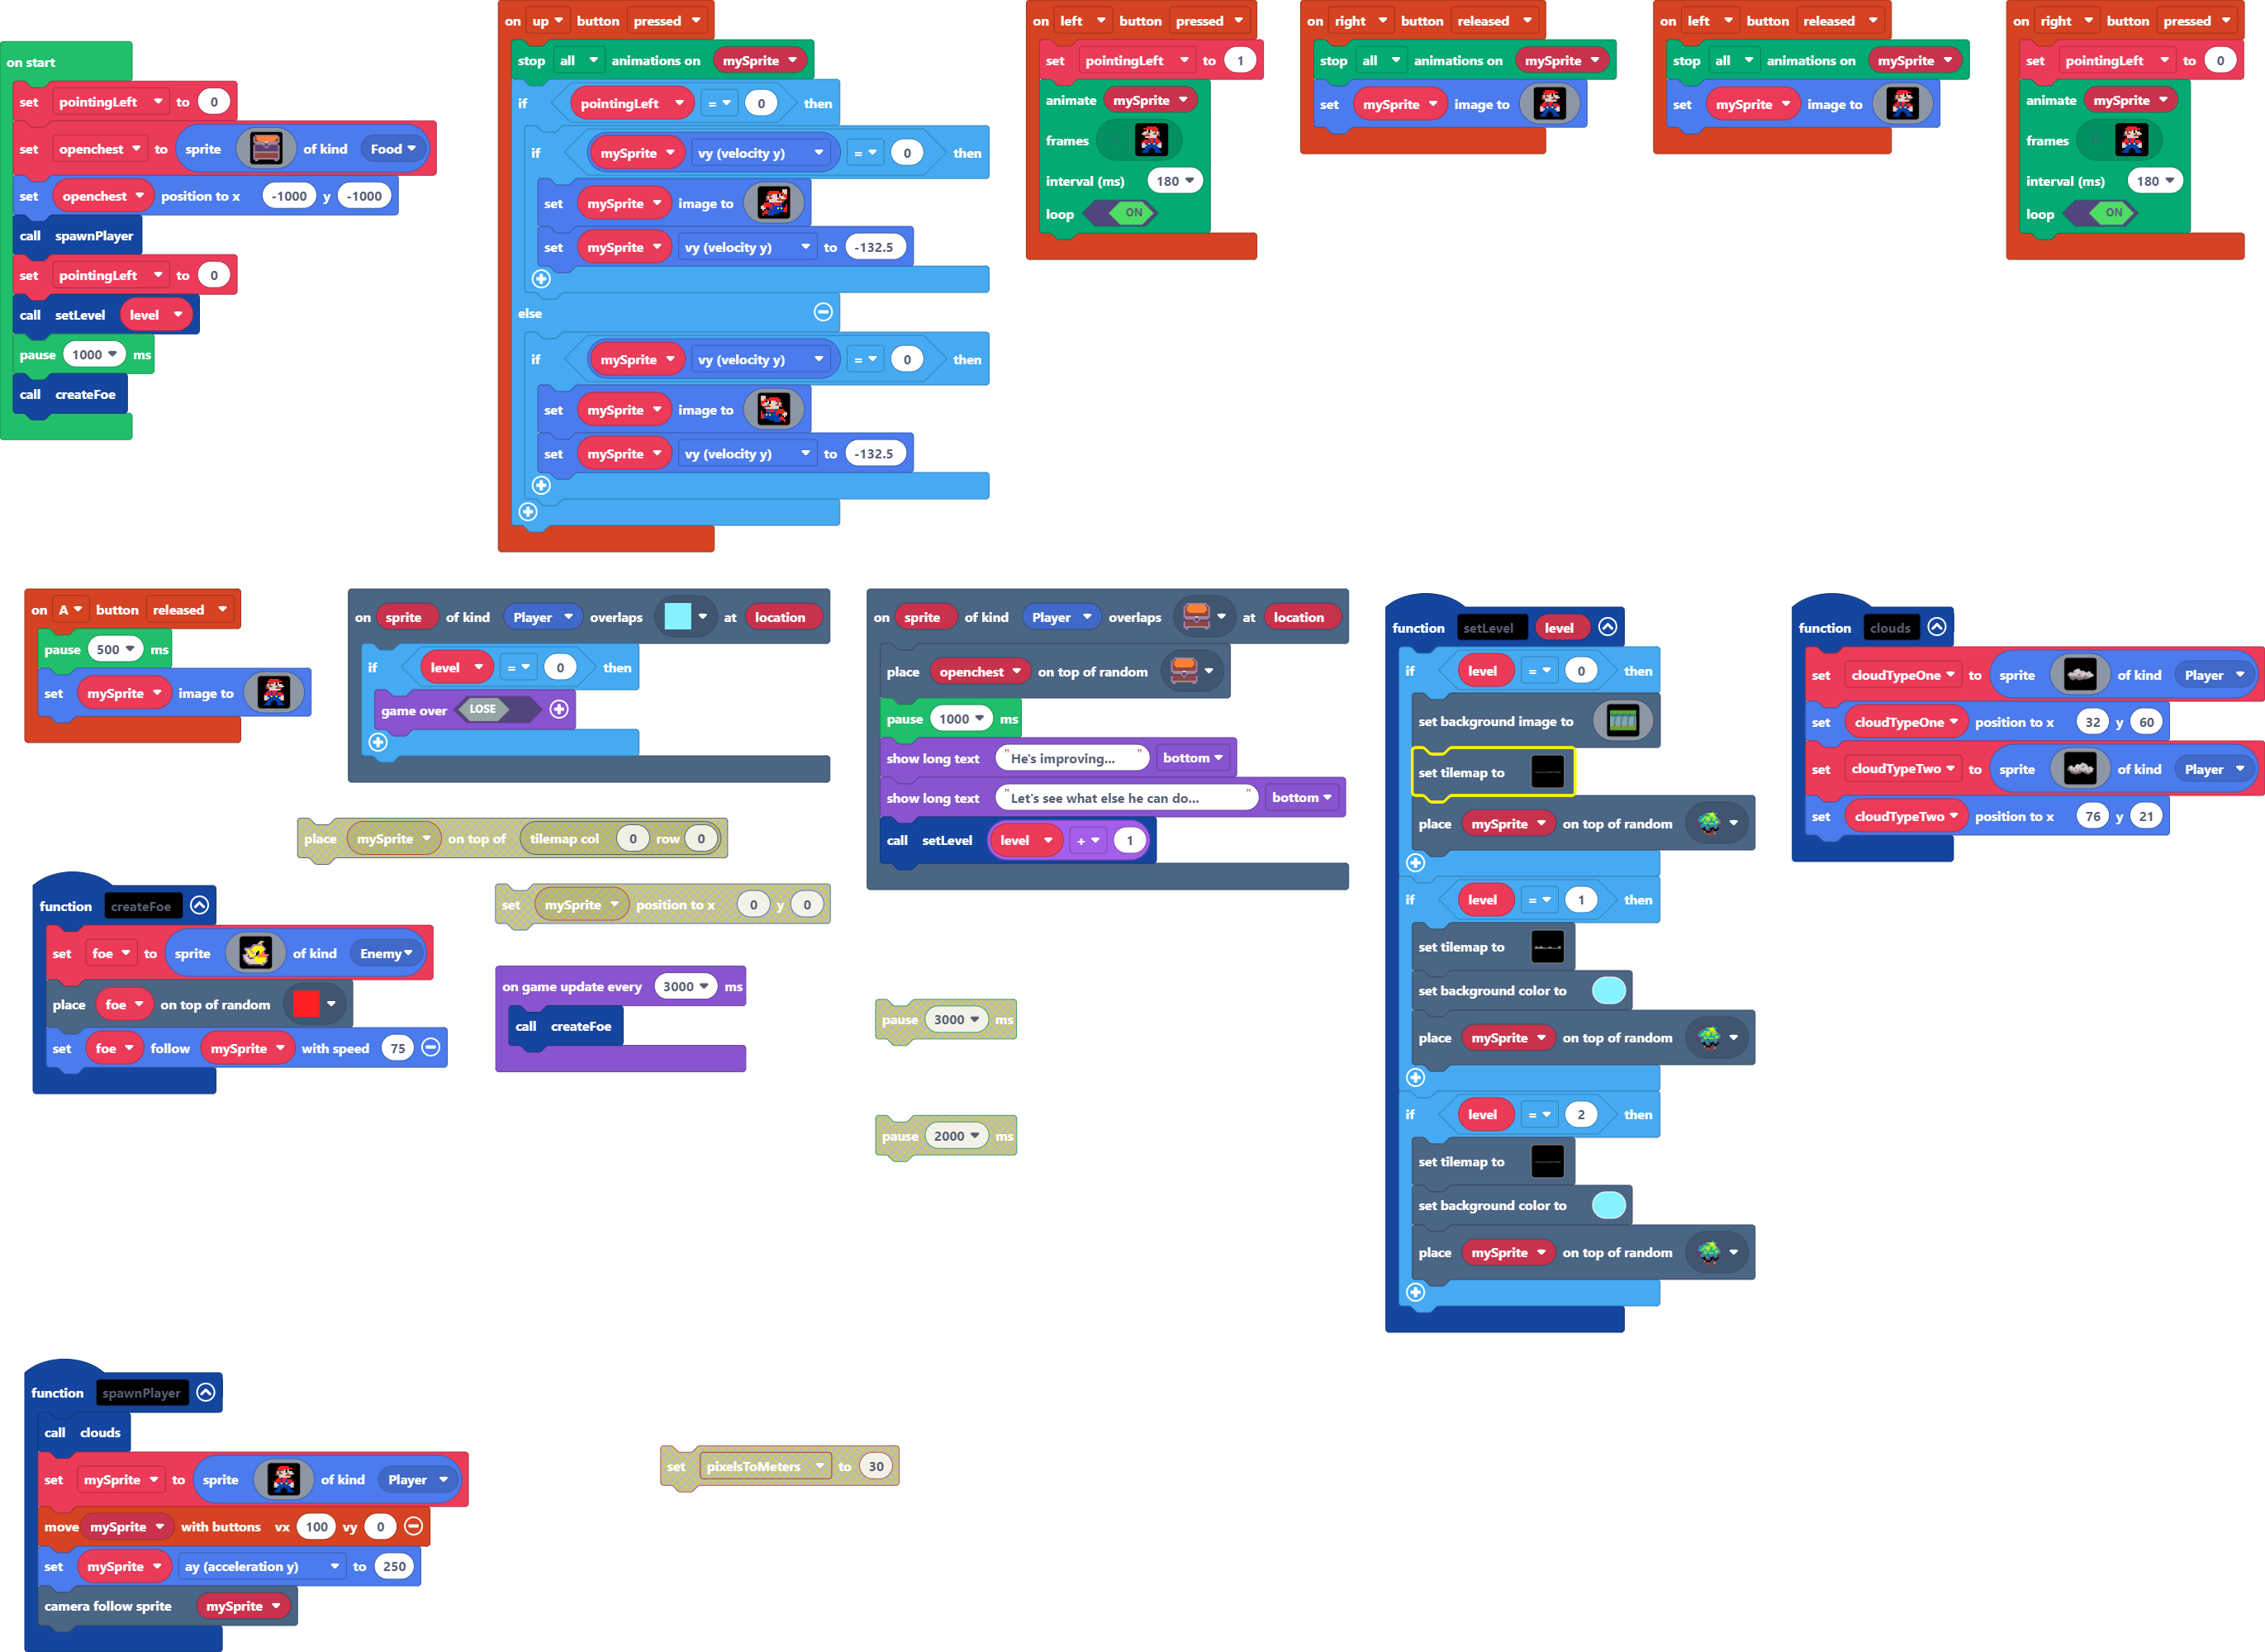 on start
set pointingLeft to 0
set openchest to sprite of kind Food
set openchest position to x -1000 y -1000
call spawnPlayer
set pointingLeft to 0
call setLevel level
pause 1000 ms
call createFoe
on up button pressed
stop all animations on mySprite
if pointingLeft = 0 then
if mySprite vy (velocity y) = 0 then
set mySprite image to
set mySprite vy (velocity y) to -132.5
else
if mySprite vy (velocity y) = 0 then
set mySprite image to
set mySprite vy (velocity y) to -132.5
on left button pressed
set pointingLeft to 1
animate mySprite
frames
interval (ms) 180
loop ON
on right button released
stop all animations on mySprite
set mySprite image to
on left button released
stop all animations on mySprite
set mySprite image to
on right button pressed
set pointingLeft to 0
animate mySprite
frames
interval (ms) 180
loop ON
on A button released
pause 500 ms
set mySprite image to
on sprite of kind Player overlaps at location
if level = 0 then
game over LOSE
on sprite of kind Player overlaps at location
place openchest on top of random
pause 1000 ms
show long text "He's improving..." bottom
show long text "Let's see what else he can do..." bottom
call setLevel level + 1
function setLevel level
if level = 0 then
set background image to
set tilemap to
place mySprite on top of random
if level = 1 then
set tilemap to
set background color to
place mySprite on top of random
if level = 2 then
set tilemap to
set background color to
place mySprite on top of random
function clouds
set cloudTypeOne to sprite of kind Player
set cloudTypeOne position to x 32 y 60
set cloudTypeTwo to sprite of kind Player
set cloudTypeTwo position to x 76 y 21
place mySprite on top of tilemap col 0 row 0
function createFoe
set foe to sprite of kind Enemy
place foe on top of random
set foe follow mySprite with speed 75
set mySprite position to x 0 y 0
on game update every 3000 ms
call createFoe
pause 3000 ms
pause 2000 ms
function spawnPlayer
call clouds
set mySprite to sprite of kind Player
move mySprite with buttons vx 100 vy 0
set mySprite ay (acceleration y) to 250
camera follow sprite mySprite
set pixelsToMeters to 30